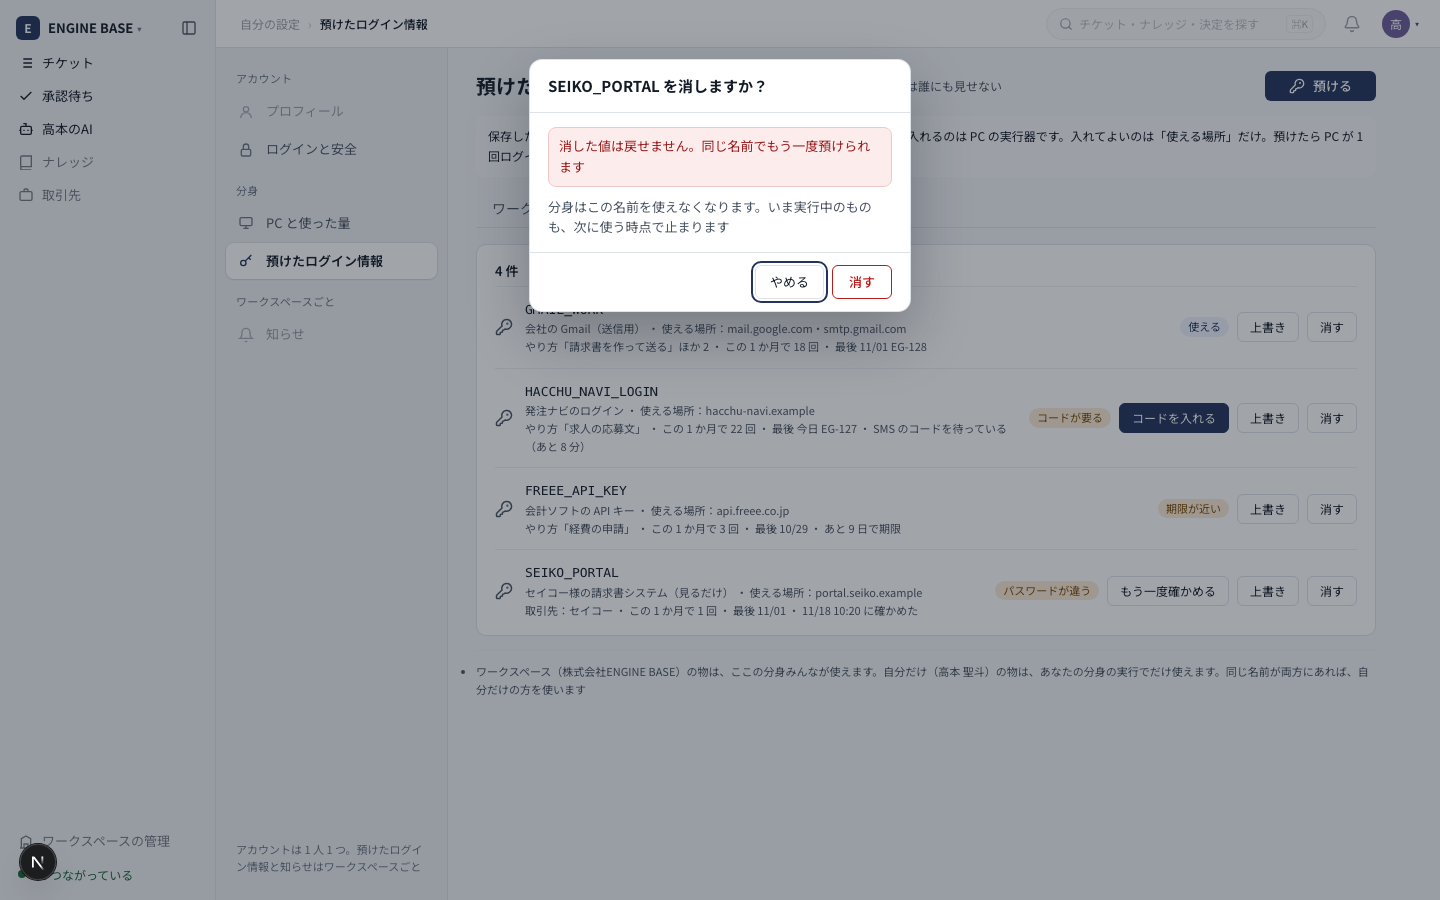 E ENGINE BASE
チケット
承認待ち
高本のAI
ナレッジ
取引先
ワークスペースの管理
つながっている
N
自分の設定 › 預けたログイン情報
チケット・ナレッジ・決定を探す ⌘K
高
アカウント
プロフィール
ログインと安全
分身
PC と使った量
預けたログイン情報
ワークスペースごと
知らせ
アカウントは 1 人 1 つ。預けたログイ
ン情報と知らせはワークスペースごと
預けた
は誰にも見せない
預ける
保存した
入れるのは PC の実行器です。入れてよいのは「使える場所」だけ。預けたら PC が 1
回ログイ
ワーク
SEIKO_PORTAL を消しますか？
消した値は戻せません。同じ名前でもう一度預けられ
ます
分身はこの名前を使えなくなります。いま実行中のもの
も、次に使う時点で止まります
やめる
消す
4 件
GMAIL_WORK
会社の Gmail（送信用） ・ 使える場所：mail.google.com・smtp.gmail.com
やり方「請求書を作って送る」ほか 2 ・ この 1 か月で 18 回 ・ 最後 11/01 EG-128
使える
上書き
消す
HACCHU_NAVI_LOGIN
発注ナビのログイン ・ 使える場所：hacchu-navi.example
やり方「求人の応募文」 ・ この 1 か月で 22 回 ・ 最後 今日 EG-127 ・ SMS のコードを待っている
（あと 8 分）
コードが要る
コードを入れる
上書き
消す
FREEE_API_KEY
会計ソフトの API キー ・ 使える場所：api.freee.co.jp
やり方「経費の申請」 ・ この 1 か月で 3 回 ・ 最後 10/29 ・ あと 9 日で期限
期限が近い
上書き
消す
SEIKO_PORTAL
セイコー様の請求書システム（見るだけ） ・ 使える場所：portal.seiko.example
取引先：セイコー ・ この 1 か月で 1 回 ・ 最後 11/01 ・ 11/18 10:20 に確かめた
パスワードが違う
もう一度確かめる
上書き
消す
ワークスペース（株式会社ENGINE BASE）の物は、ここの分身みんなが使えます。自分だけ（高本 聖斗）の物は、あなたの分身の実行でだけ使えます。同じ名前が両方にあれば、自
分だけの方を使います